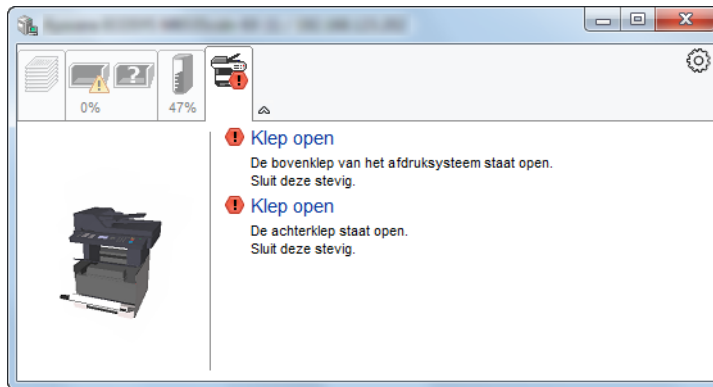 0%
47%
Klep open
De bovenklep van het afdruksysteem staat open.
Sluit deze stevig.
Klep open
De achterklep staat open.
Sluit deze stevig.